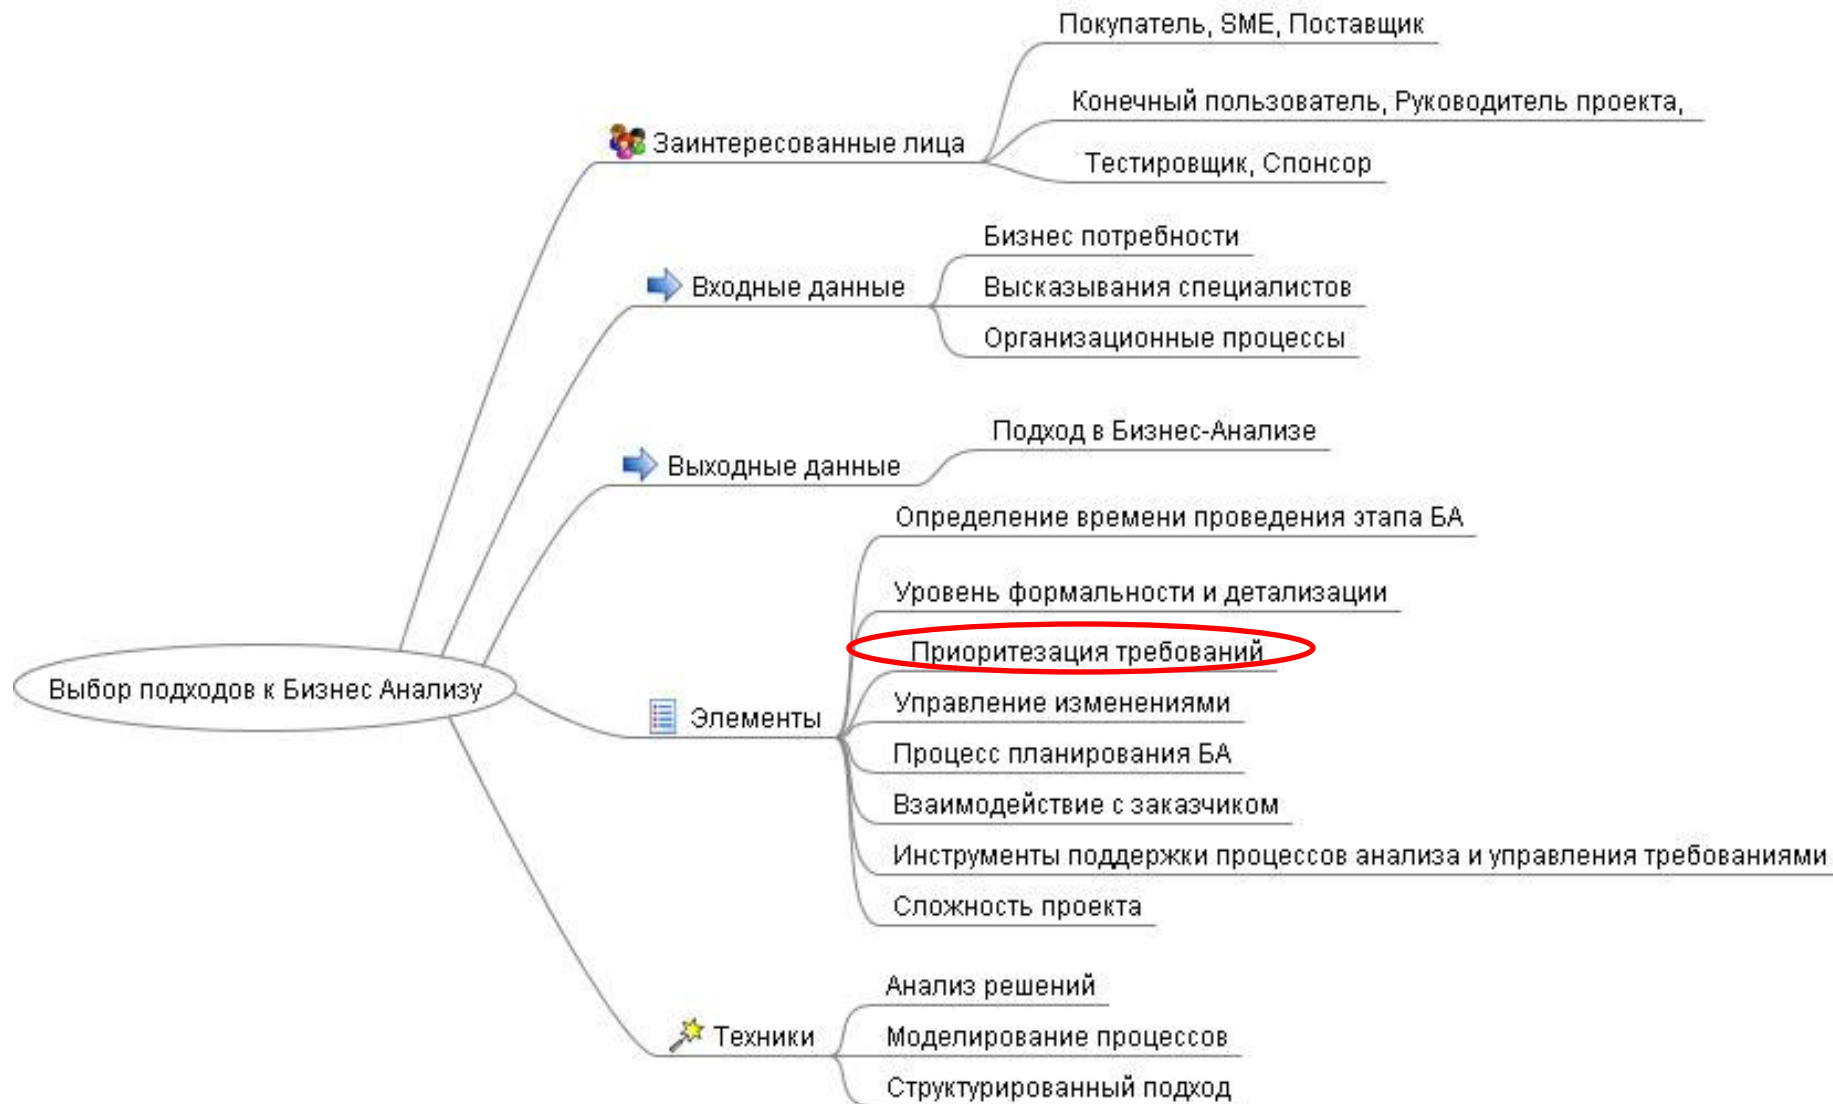 Покупатель, SME, Поставщик
Конечный пользователь, Руководитель проекта,
Заинтересованные лица
Тестировщик, Спонсор
Бизнес потребности
Входные данные
Высказывания специалистов
Организационные процессы
Подход в Бизнес-Анализе
Выходные данные
Определение времени проведения этапа БА
Уровень формальности и детализации
Приоритезация требований
Выбор подходов к Бизнес Анализу
Управление изменениями
Элементы
Процесс планирования БА
Взаимодействие с заказчиком
Инструменты поддержки процессов анализа и управления требованиями
Сложность проекта
Анализ решений
Техники
Моделирование процессов
Структурированный подход